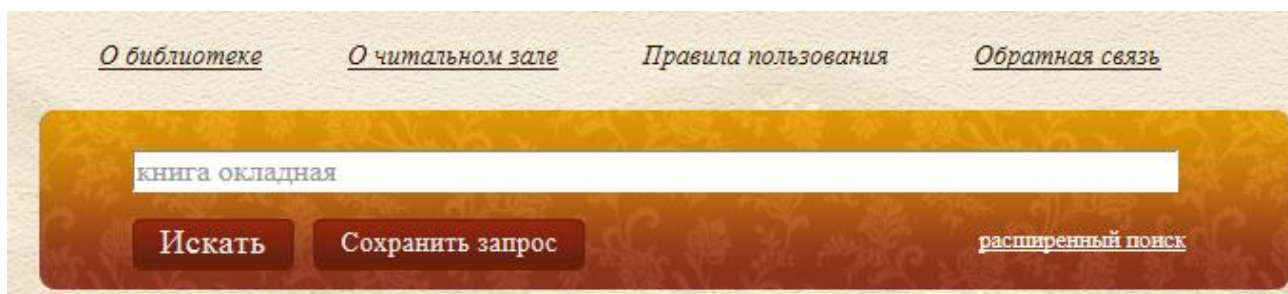 О библиотеке О читальном зале Правила пользования Обратная связь
книга окладная
Искать Сохранить запрос расширенный поиск